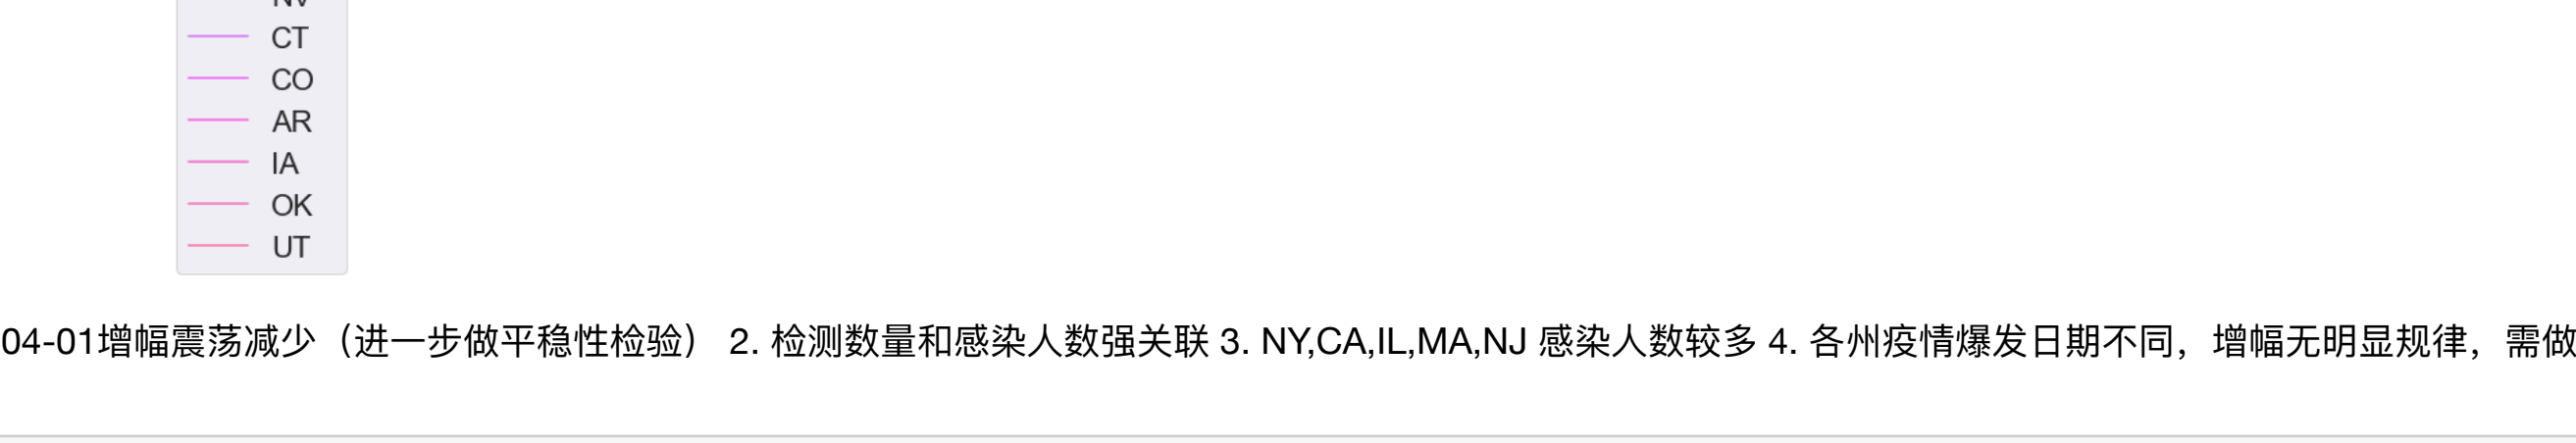 NV
CT
CO
AR
IA
OK
UT
04-01增幅震荡减少（进一步做平稳性检验） 2. 检测数量和感染人数强关联 3. NY,CA,IL,MA,NJ 感染人数较多 4. 各州疫情爆发日期不同，增幅无明显规律，需做